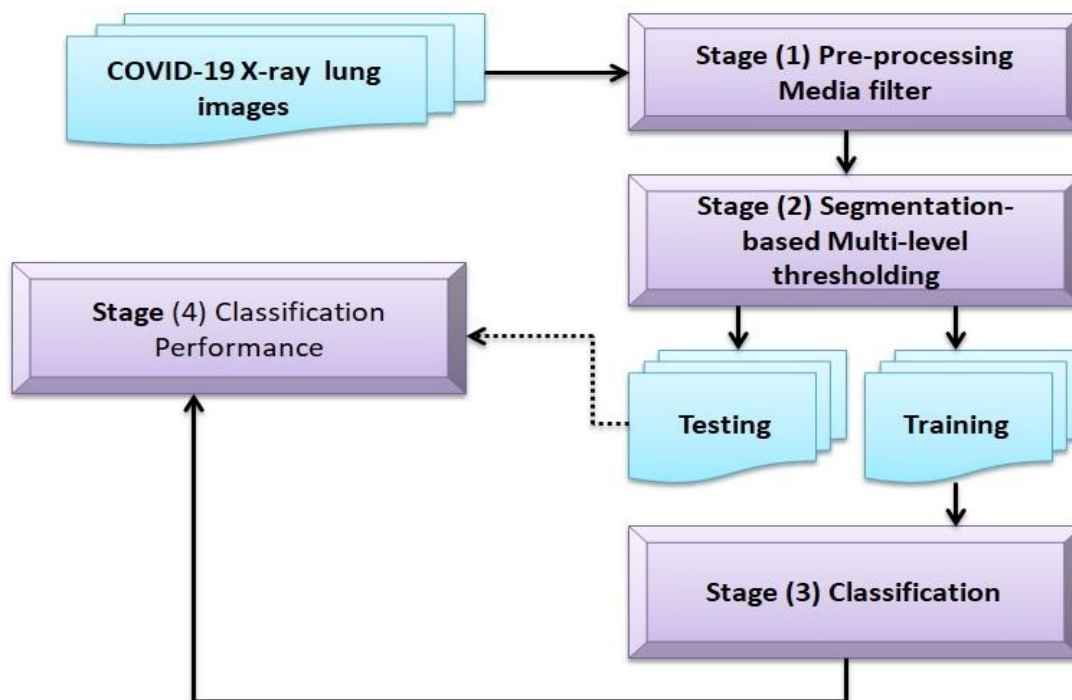 COVID-19 X-ray lung
images
Stage (1) Pre-processing
Media filter
Stage (2) Segmentation-
based Multi-level
thresholding
Stage (4) Classification
Performance
Testing
Training
Stage (3) Classification